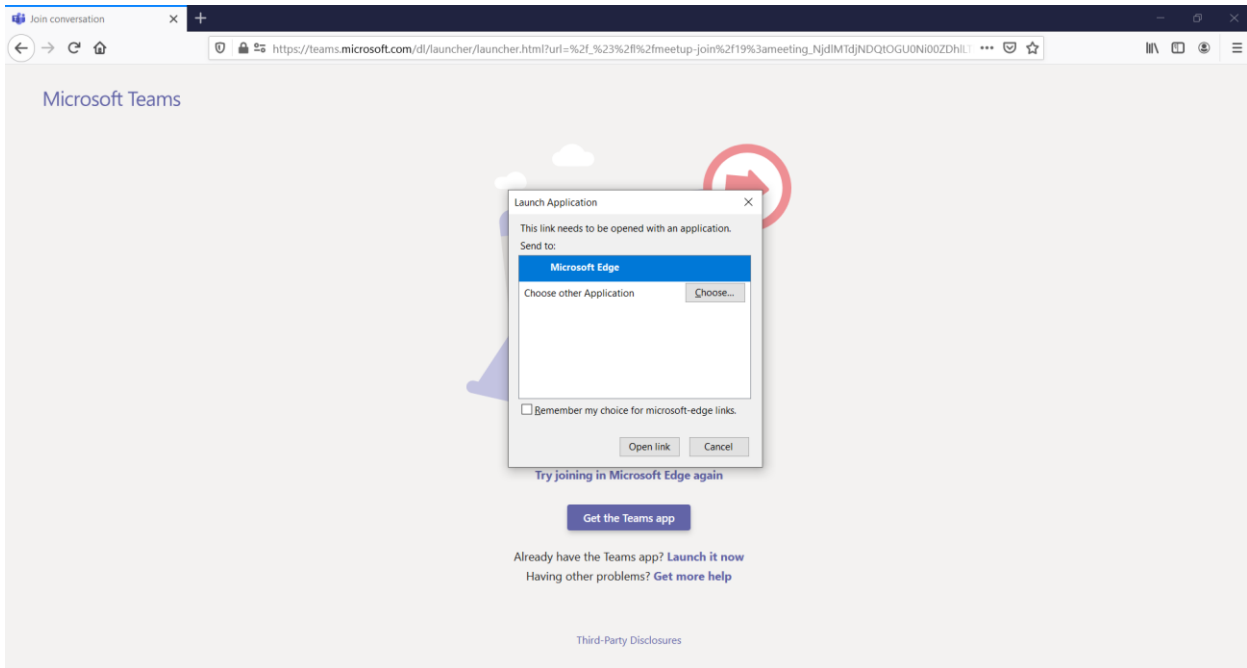 Join conversation
https://teams.microsoft.com/dl/launcher/launcher.html?url=%2f_%23%2fl%2fmeetup-join%2f19%3ameeting_NjdlMTdjNDQtOGU0Ni00ZDhlLT
Microsoft Teams
Launch Application
This link needs to be opened with an application.
Send to:
Microsoft Edge
Choose other Application Choose...
Remember my choice for microsoft-edge links.
Open link Cancel
Try joining in Microsoft Edge again
Get the Teams app
Already have the Teams app? Launch it now
Having other problems? Get more help
Third-Party Disclosures